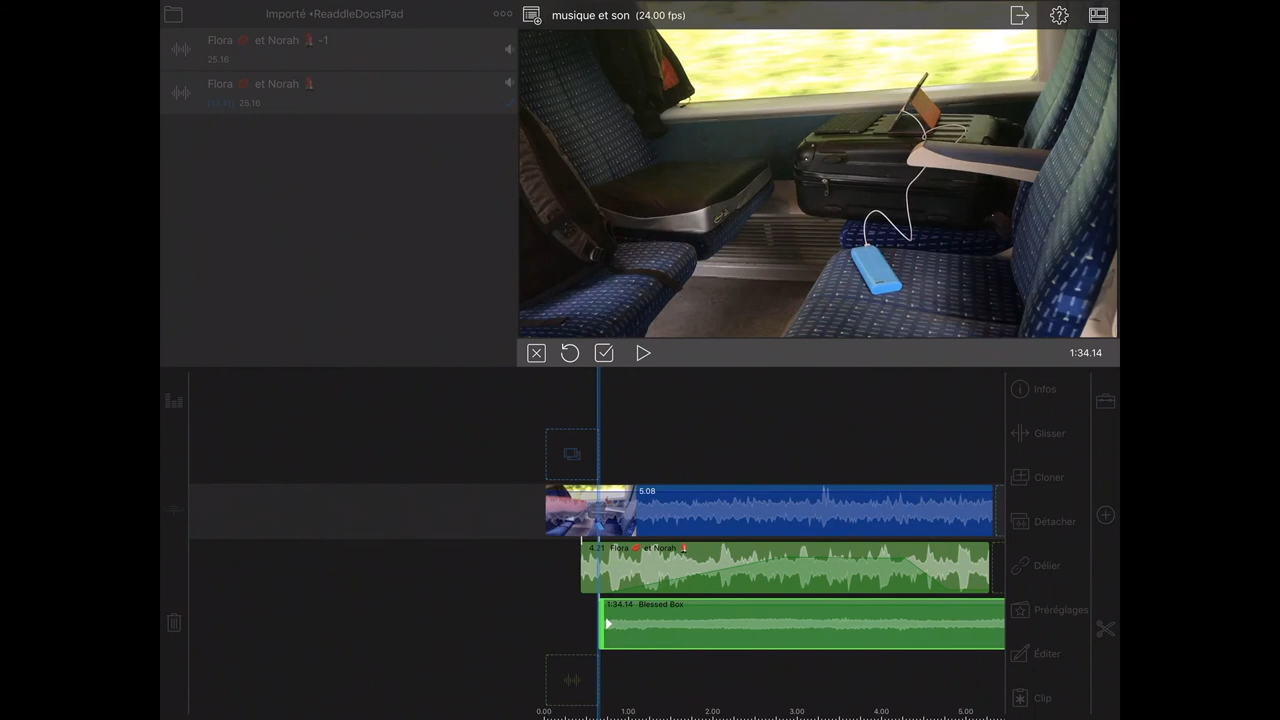 Importé ◂ReaddleDocsIPad
ooo
musique et son (24.00 fps)
Flora 💋 et Norah 💄 -1
25.16
Flora 💋 et Norah 💄
25.16
1:34.14
Infos
Glisser
Cloner
Détacher
Délier
Préréglages
Éditer
Clip
5.08
4.21 Flora 💋 et Norah 💄
1:34.14 Blessed Box
0.00 1.00 2.00 3.00 4.00 5.00